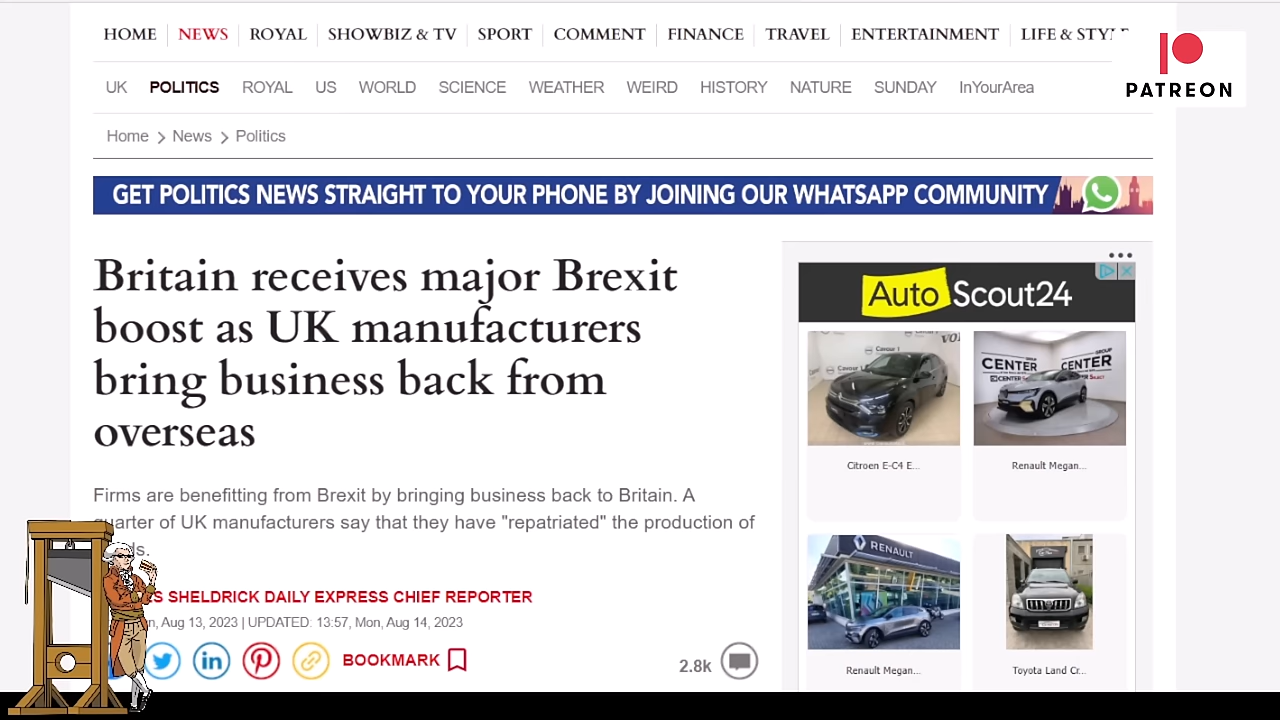 HOME NEWS ROYAL SHOWBIZ & TV SPORT COMMENT FINANCE TRAVEL ENTERTAINMENT LIFE & STYLE
PATREON
UK POLITICS ROYAL US WORLD SCIENCE WEATHER WEIRD HISTORY NATURE SUNDAY InYourArea
Home > News > Politics
GET POLITICS NEWS STRAIGHT TO YOUR PHONE BY JOINING OUR WHATSAPP COMMUNITY
Britain receives major Brexit
boost as UK manufacturers
bring business back from
overseas
Firms are benefitting from Brexit by bringing business back to Britain. A
quarter of UK manufacturers say that they have "repatriated" the production of
SHELDRICK DAILY EXPRESS CHIEF REPORTER
Aug 13, 2023 | UPDATED: 13:57, Mon, Aug 14, 2023
BOOKMARK
2.8k
AutoScout24
CENTER
CENTER
Citroen E-C4 E...
Renault Megan...
RENAULT
Renault Megan...
Toyota Land Cr...